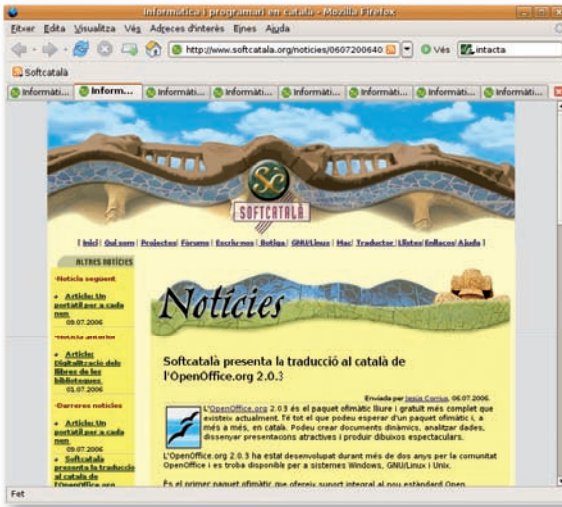 Informàtica i programari en català - Mozilla Firefox
Fitxer Edita Visualitza Vés Adreces d'interès Eines Ajuda
http://www.softcatala.org/noticies/0607200640 Vés intacta
Softcatalà
Informàti... Inform... Informàti... Informàti... Informàti... Informàti... Informàti... Informàti...
SC
SOFTCATALÀ
[ Inici| Qui som| Projectes| Fòrums| Escriu-nos| Botiga| GNU/Linux| Mac| Traductor| Llistes| Enllaços| Ajuda ]
ALTRES NOTÍCIES
·Notícia següent
Article: Un
portàtil per a cada
nen
09.07.2006
·Notícia anterior
Article:
Digitalització dels
llibres de les
biblioteques
01.07.2006
·Darreres notícies
Article: Un
portàtil per a cada
nen
09.07.2006
Softcatalà
presenta la traducció
al català de
l'OpenOffice.org
Notícies
Softcatalà presenta la traducció al català de
l'OpenOffice.org 2.0.3
Enviada per Jesús Corrius, 06.07.2006.
L'OpenOffice.org 2.0.3 és el paquet ofimàtic lliure i gratuït més complet que
existeix actualment. Té tot el que podeu esperar d'un paquet ofimàtic i, a
més a més, en català. Podeu crear documents dinàmics, analitzar dades,
dissenyar presentacions atractives i produir dibuixos espectaculars.
L'OpenOffice.org 2.0.3 ha estat desenvolupat durant més de dos anys per la comunitat
OpenOffice i es troba disponible per a sistemes Windows, GNU/Linux i Unix.
És el primer paquet ofimàtic que ofereix suport integral al nou estàndard Open
Fet